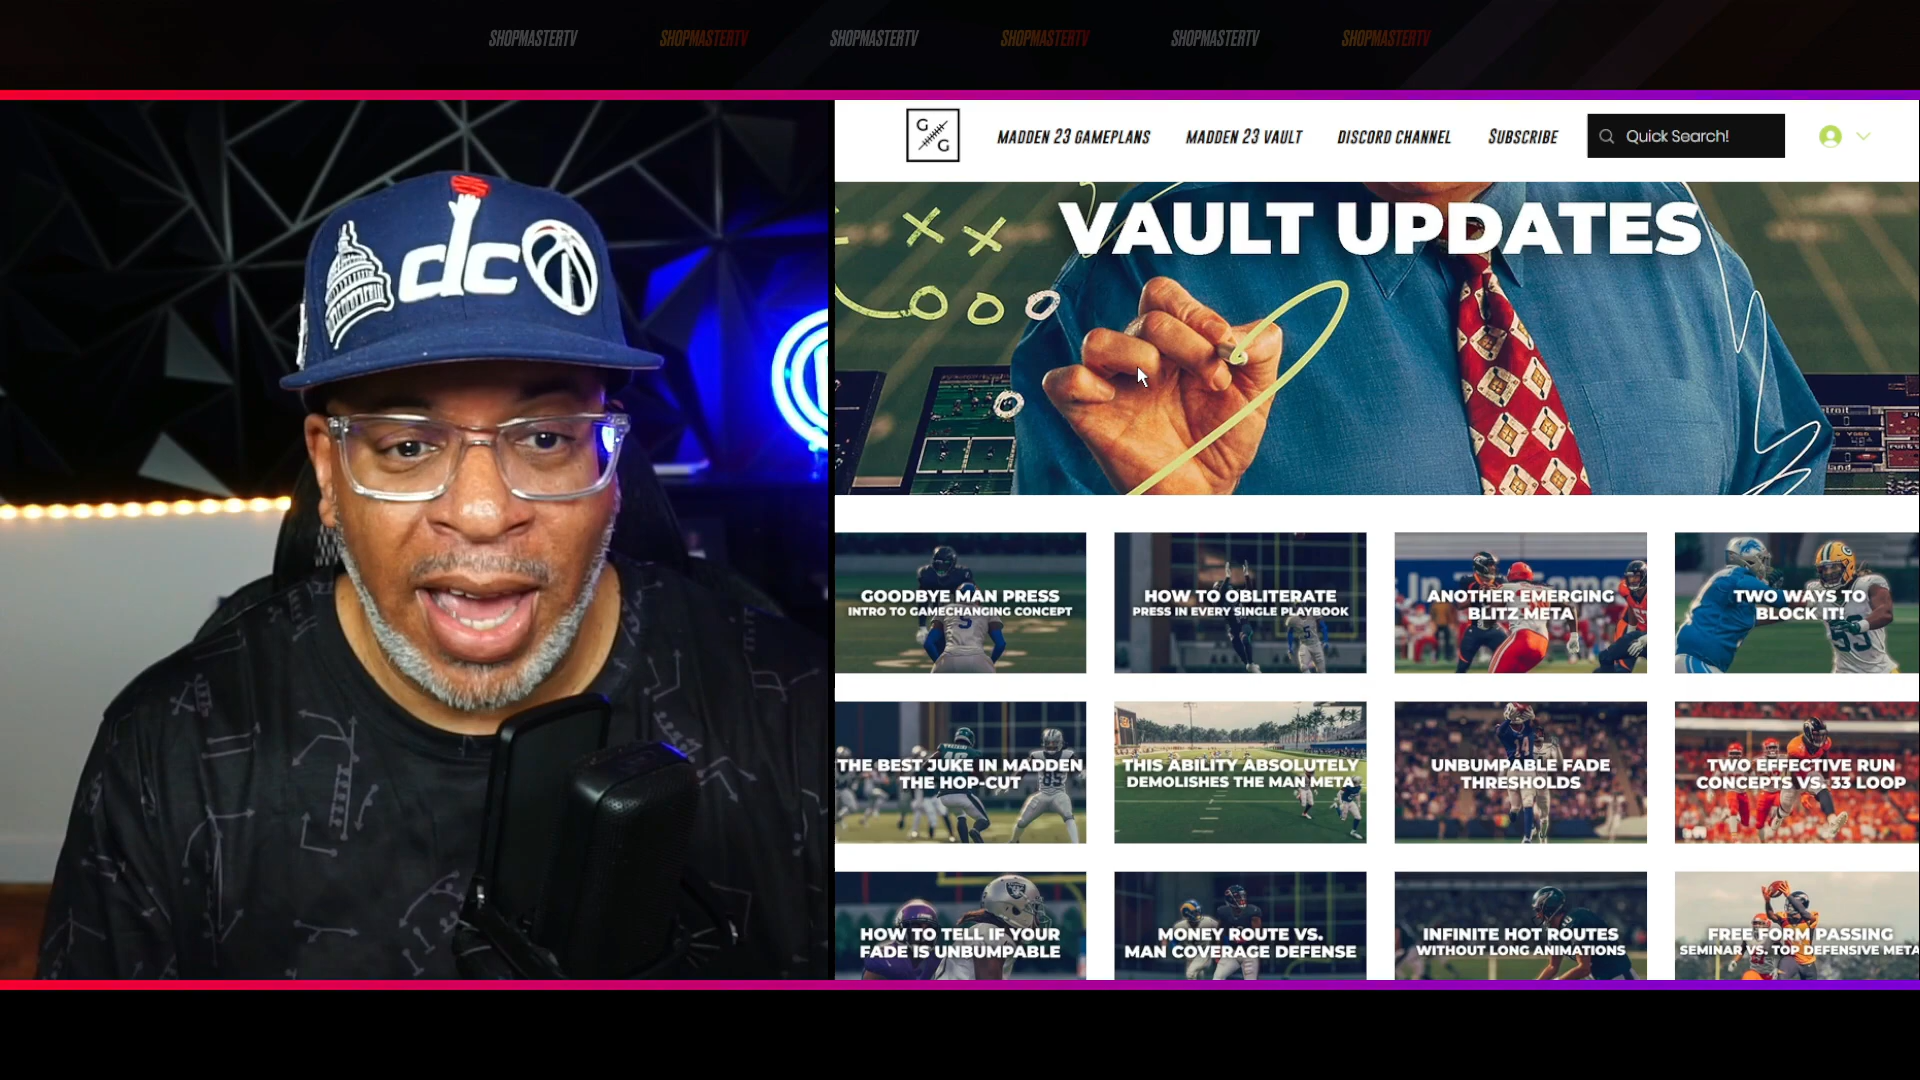 SHOPMASTERTV SHOPMASTERTV SHOPMASTERTV SHOPMASTERTV SHOPMASTERTV SHOPMASTERTV
dc
G
G
MADDEN 23 GAMEPLANS MADDEN 23 VAULT DISCORD CHANNEL SUBSCRIBE Quick Search!
VAULT UPDATES
GOODBYE MAN PRESS
INTRO TO GAMECHANGING CONCEPT
HOW TO OBLITERATE
PRESS IN EVERY SINGLE PLAYBOOK
ANOTHER EMERGING
BLITZ META
TWO WAYS TO
BLOCK IT!
THE BEST JUKE IN MADDEN
THE HOP-CUT
THIS ABILITY ABSOLUTELY
DEMOLISHES THE MAN META
UNBUMPABLE FADE
THRESHOLDS
TWO EFFECTIVE RUN
CONCEPTS VS. 33 LOOP
HOW TO TELL IF YOUR
FADE IS UNBUMPABLE
MONEY ROUTE VS.
MAN COVERAGE DEFENSE
INFINITE HOT ROUTES
WITHOUT LONG ANIMATIONS
FREE FORM PASSING
SEMINAR VS. TOP DEFENSIVE META